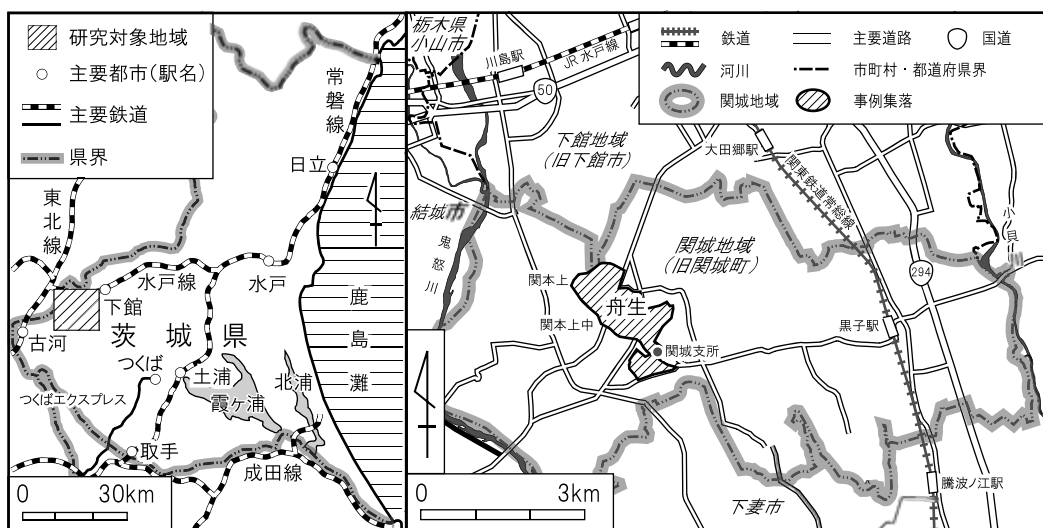 研究対象地域
主要都市(駅名)
主要鉄道
県界
常磐線
日立
東北線
水戸線
水戸
下館
古河
茨城県
つくば
土浦
北浦
霞ヶ浦
つくばエクスプレス
取手
成田線
鹿島灘
0 30km
鉄道
主要道路
国道
河川
市町村・都道府県界
関城地域
事例集落
栃木県
小山市
川島駅
JR水戸線
50
下館地域
(旧下館市)
大田郷駅
関東鉄道常総線
小貝川
結城市
鬼怒川
関城地域
(旧関城町)
294
関本上
舟生
関本上中
黒子駅
関城支所
騰波ノ江駅
下妻市
0 3km